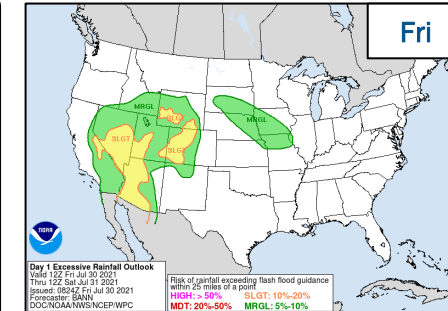 Fri
MRGL
SLGT
MRGL
SLGT
SLGT
NOAA
Day 1 Excessive Rainfall Outlook
Valid 12Z Fri Jul 30 2021
Thru 12Z Sat Jul 31 2021
Issued: 0824Z Fri Jul 30 2021
Forecaster: BANN
DOC/NOAA/NWS/NCEP/WPC
Risk of rainfall exceeding flash flood guidance
within 25 miles of a point
HIGH: > 50% SLGT: 10%-20%
MDT: 20%-50% MRGL: 5%-10%